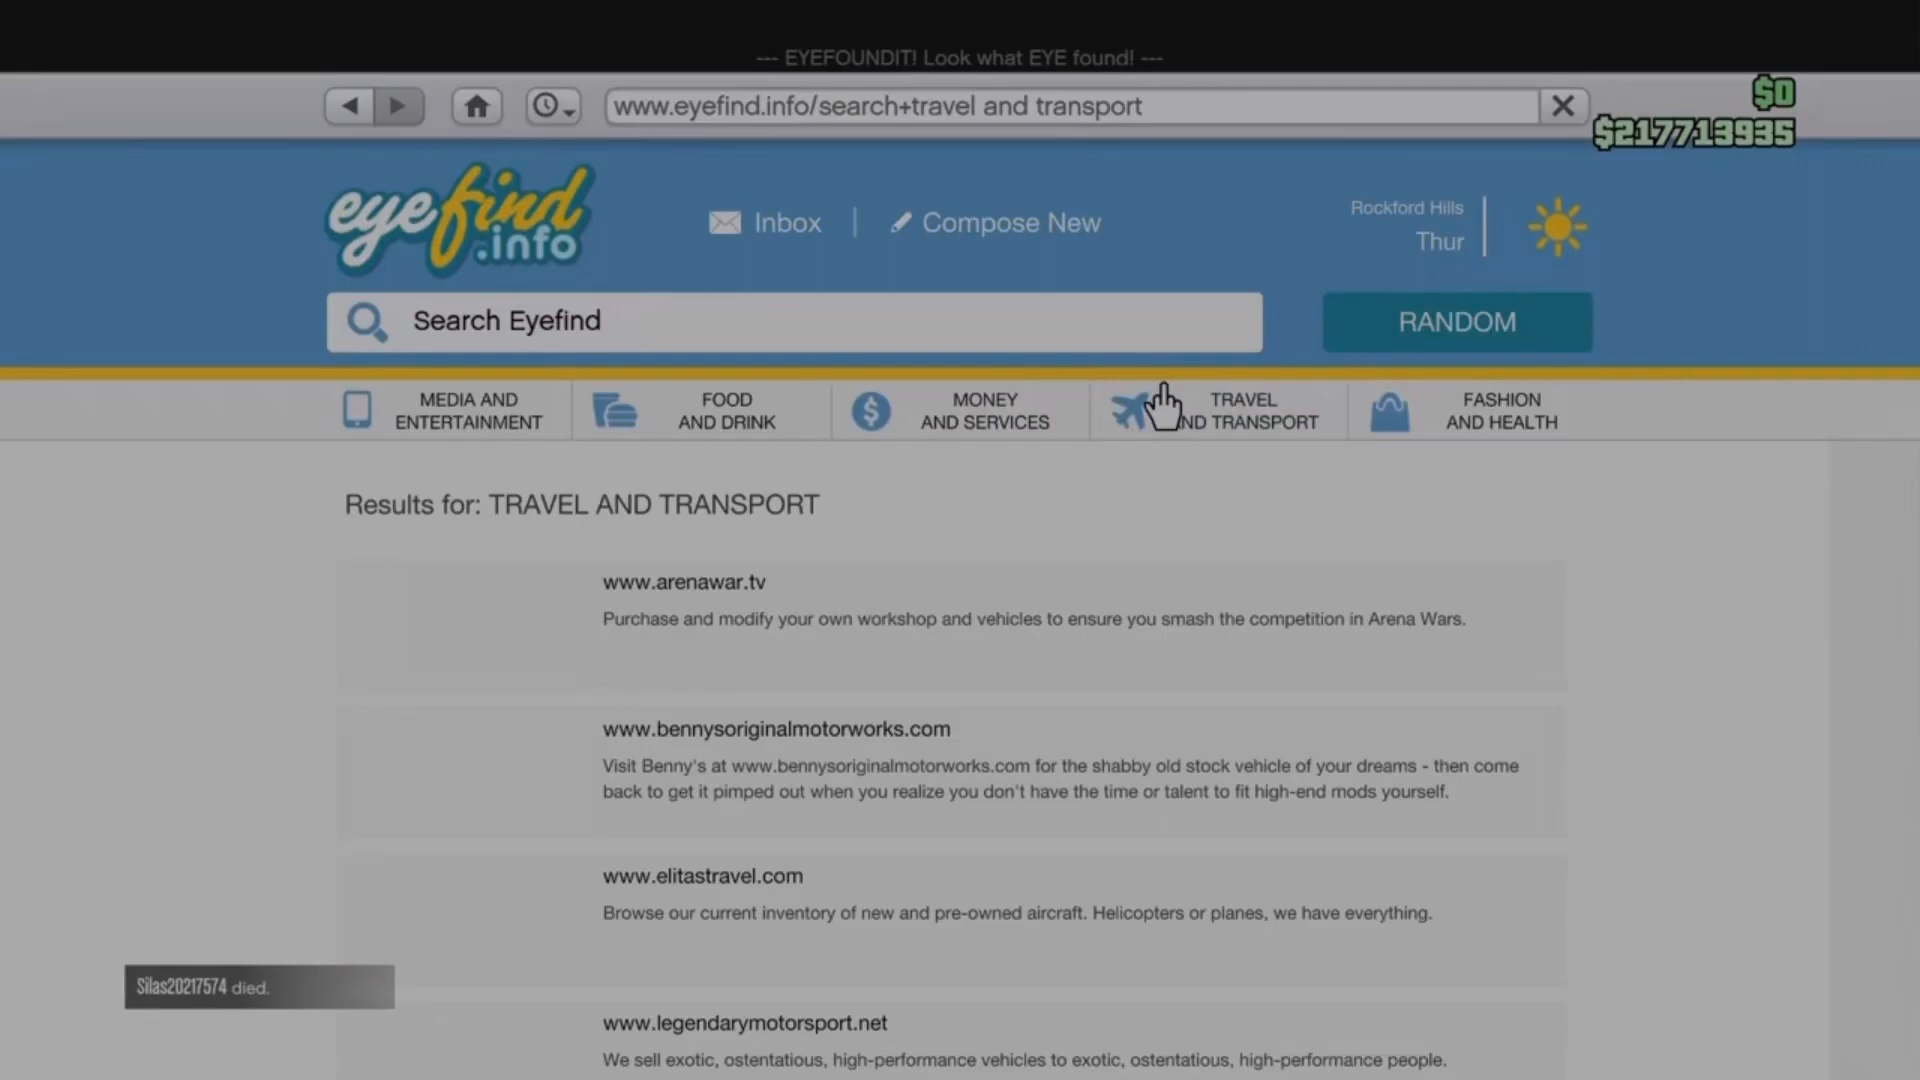 --- EYEFOUNDIT! Look what EYE found! ---
www.eyefind.info/search+travel and transport
$0
$217713935
eyefind.info
Inbox
Compose New
Rockford Hills
Thur
Search Eyefind
RANDOM
MEDIA AND
ENTERTAINMENT
FOOD
AND DRINK
MONEY
AND SERVICES
TRAVEL
ND TRANSPORT
FASHION
AND HEALTH
Results for: TRAVEL AND TRANSPORT
www.arenawar.tv
Purchase and modify your own workshop and vehicles to ensure you smash the competition in Arena Wars.
www.bennysoriginalmotorworks.com
Visit Benny's at www.bennysoriginalmotorworks.com for the shabby old stock vehicle of your dreams - then come
back to get it pimped out when you realize you don't have the time or talent to fit high-end mods yourself.
www.elitastravel.com
Browse our current inventory of new and pre-owned aircraft. Helicopters or planes, we have everything.
Silas20217574 died.
www.legendarymotorsport.net
We sell exotic, ostentatious, high-performance vehicles to exotic, ostentatious, high-performance people.